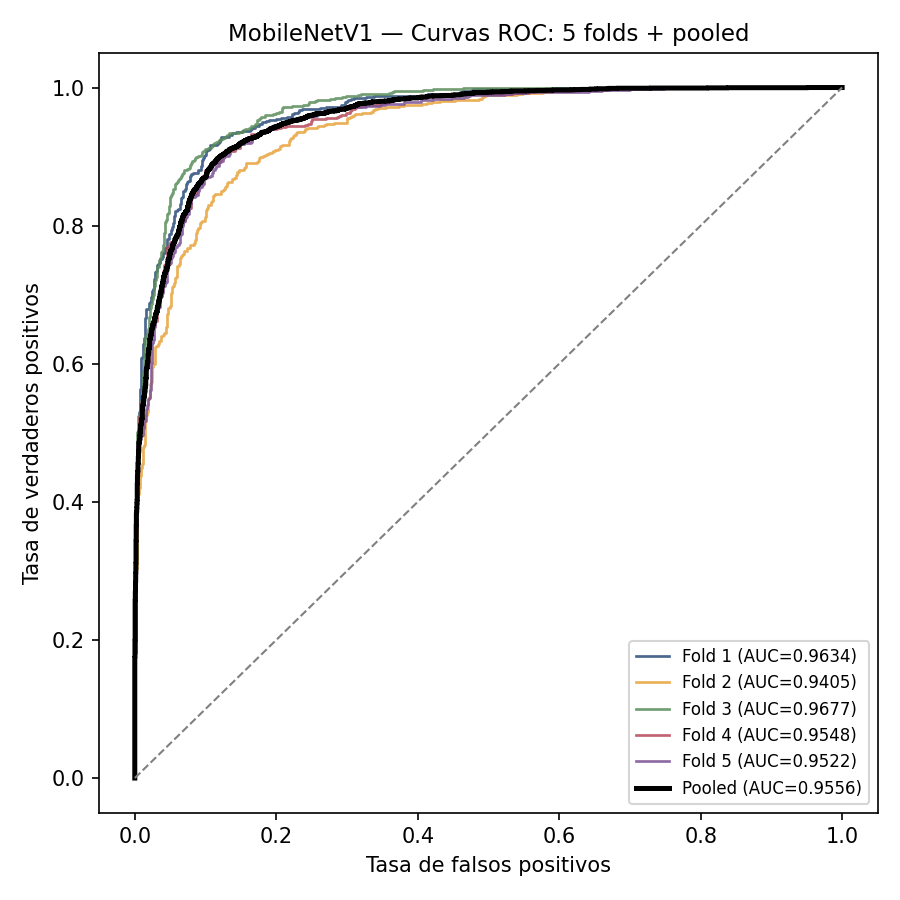 MobileNetV1 — Curvas ROC: 5 folds + pooled
Tasa de verdaderos positivos
1.0
0.8
0.6
0.4
0.2
0.0
Fold 1 (AUC=0.9634)
Fold 2 (AUC=0.9405)
Fold 3 (AUC=0.9677)
Fold 4 (AUC=0.9548)
Fold 5 (AUC=0.9522)
Pooled (AUC=0.9556)
0.0 0.2 0.4 0.6 0.8 1.0
Tasa de falsos positivos